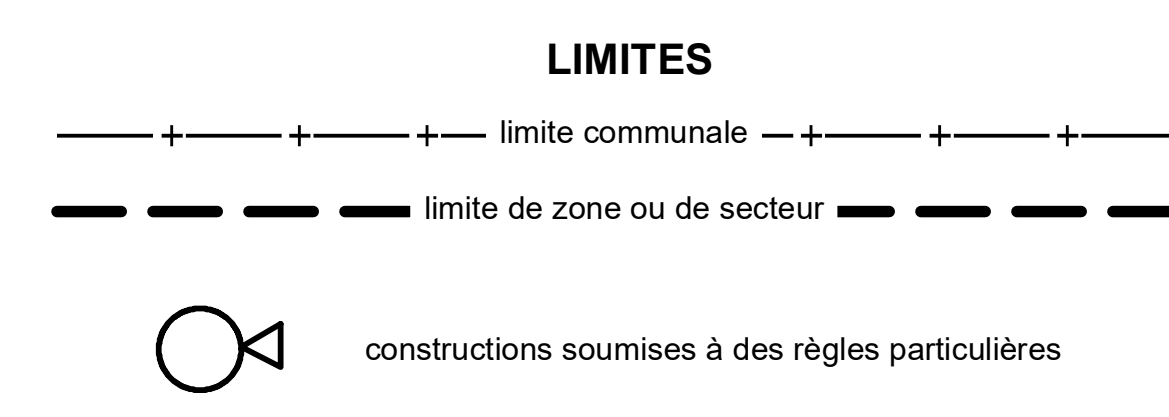 LIMITES
limite communale
limite de zone ou de secteur
constructions soumises à des règles particulières